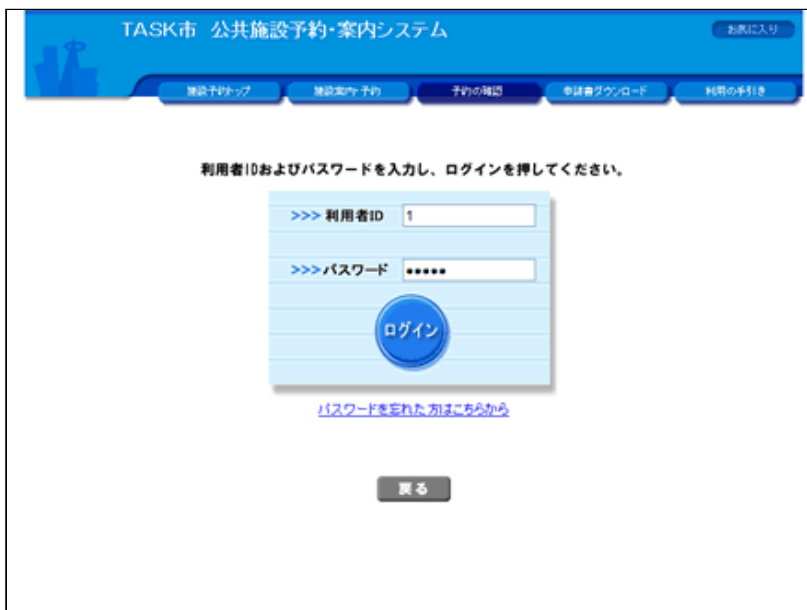 TASK市 公共施設予約・案内システム
お気に入り
施設予約トップ
施設案内・予約
予約の確認
申請書ダウンロード
利用の手引き
利用者IDおよびパスワードを入力し、ログインを押してください。
>>> 利用者ID 1
>>>パスワード •••••
ログイン
パスワードを忘れた方はこちらから
戻る